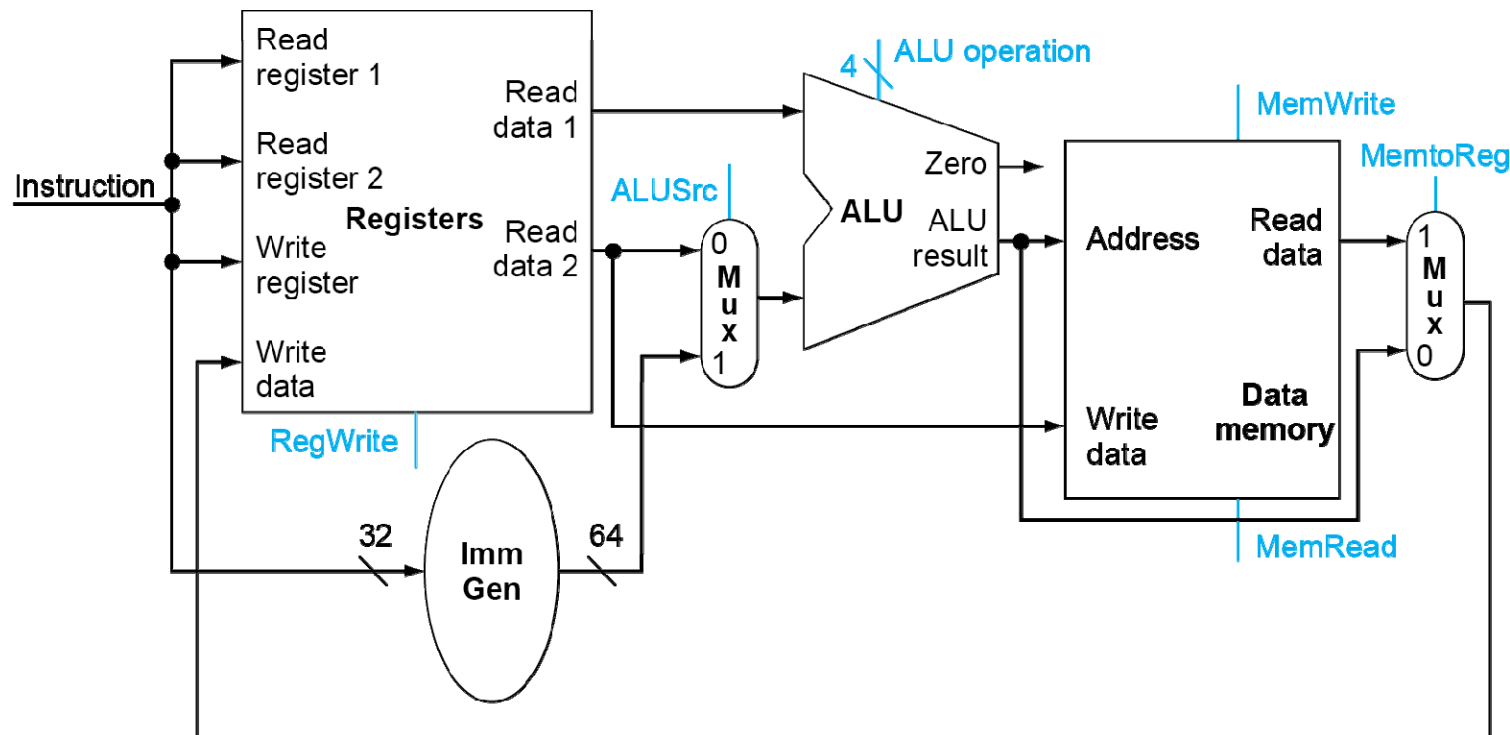 Instruction
Read
register 1
Read
register 2
Registers
Write
register
Write
data
Read
data 1
Read
data 2
RegWrite
32
Imm
Gen
64
ALUSrc
0
M
u
x
1
4
ALU operation
Zero
ALU
ALU
result
MemWrite
Address
Read
data
Write
data
Data
memory
MemRead
MemtoReg
1
M
u
x
0